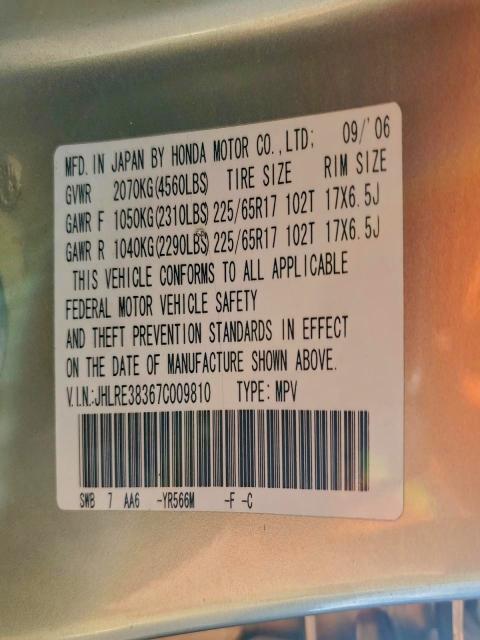 MFD. IN JAPAN BY HONDA MOTOR CO.,LTD; 09/'06
GVWR 2070KG(4560LBS) TIRE SIZE RIM SIZE
GAWR F 1050KG(2310LBS) 225/65R17 102T 17X6.5J
GAWR R 1040KG(2290LBS) 225/65R17 102T 17X6.5J
THIS VEHICLE CONFORMS TO ALL APPLICABLE
FEDERAL MOTOR VEHICLE SAFETY
AND THEFT PREVENTION STANDARDS IN EFFECT
ON THE DATE OF MANUFACTURE SHOWN ABOVE.
V.I.N.:JHLRE38367C009810 TYPE: MPV
SWB 7 AA6 -YR566M -F -C